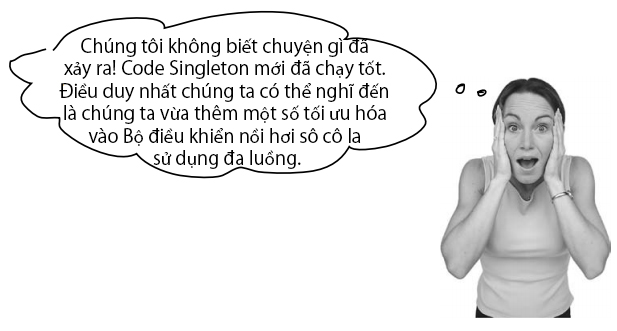 Chúng tôi không biết chuyện gì đã
xảy ra! Code Singleton mới đã chạy tốt.
Điều duy nhất chúng ta có thể nghĩ đến
là chúng ta vừa thêm một số tối ưu hóa
vào Bộ điều khiển nồi hơi sô cô la
sử dụng đa luồng.